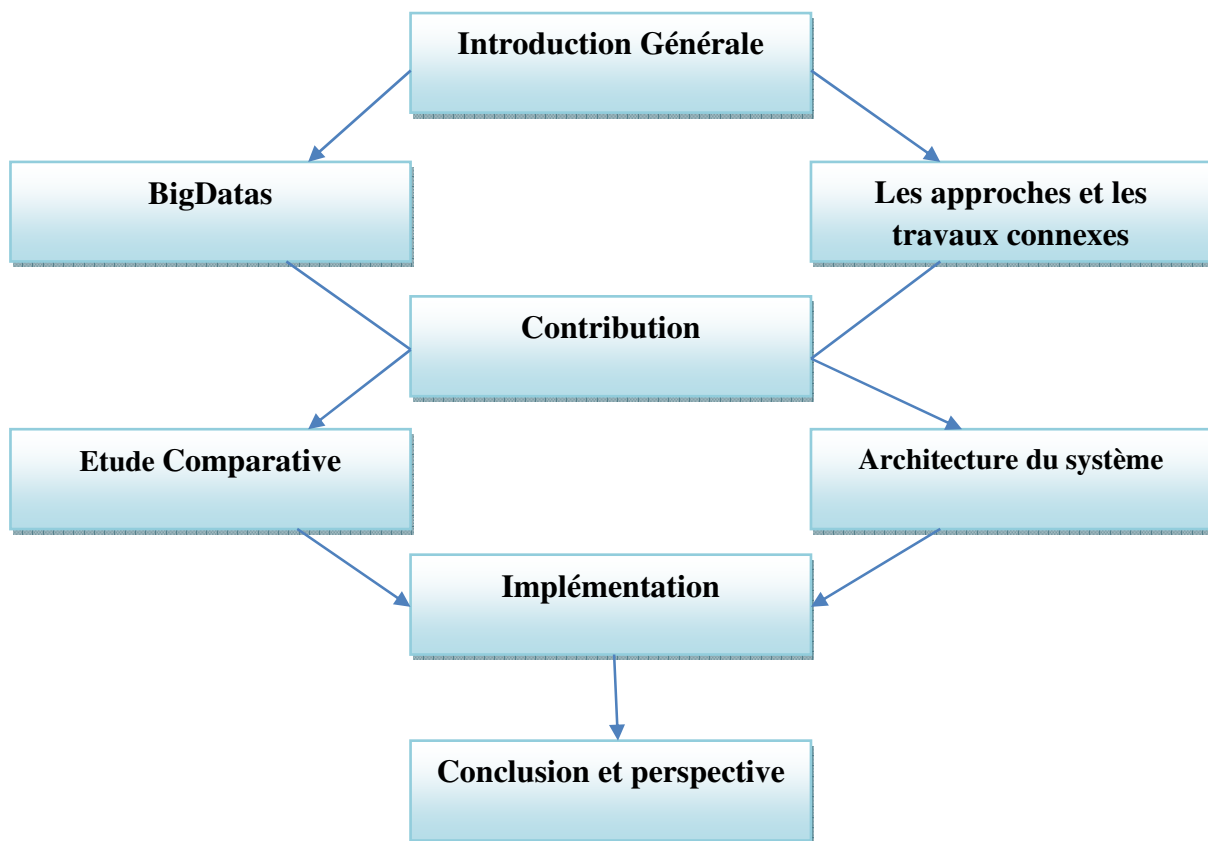 Introduction Générale
BigDatas
Les approches et les
travaux connexes
Contribution
Etude Comparative
Architecture du système
Implémentation
Conclusion et perspective